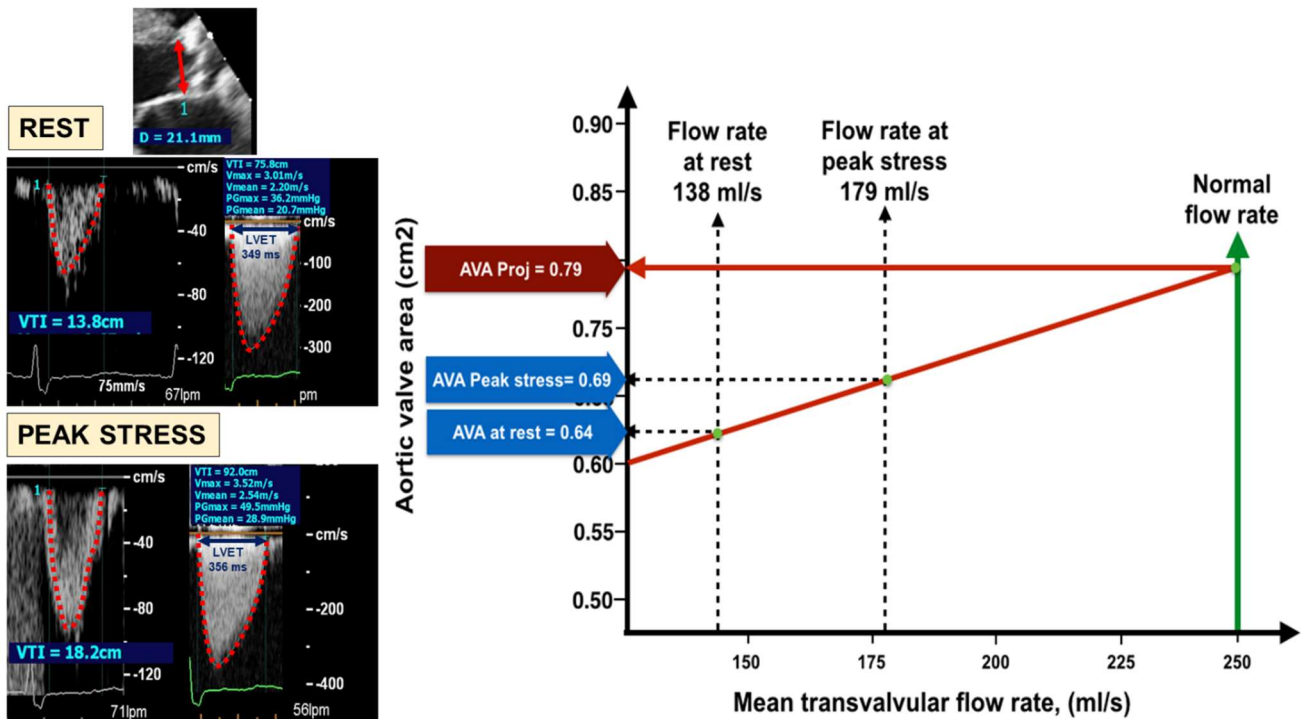 1
D = 21.1mm
REST
cm/s
1
-40
-80
-120
VTI = 13.8cm
75mm/s
67lpm
VTI = 75.8cm
Vmax = 3.01m/s
Vmean = 2.20m/s
PGmax = 36.2mmHg
PGmean = 20.7mmHg
cm/s
LVET
349 ms
-100
-200
-300
pm
PEAK STRESS
cm/s
1
-40
-80
-120
VTI = 18.2cm
71lpm
VTI = 92.0cm
Vmax = 3.52m/s
Vmean = 2.54m/s
PGmax = 49.5mmHg
PGmean = 28.9mmHg
cm/s
LVET
356 ms
-200
-400
56lpm
Aortic valve area (cm2)
0.90
0.85
0.75
0.60
0.55
0.50
AVA Proj = 0.79
AVA Peak stress= 0.69
AVA at rest = 0.64
Flow rate
at rest
138 ml/s
Flow rate at
peak stress
179 ml/s
Normal
flow rate
150
175
200
225
250
Mean transvalvular flow rate, (ml/s)